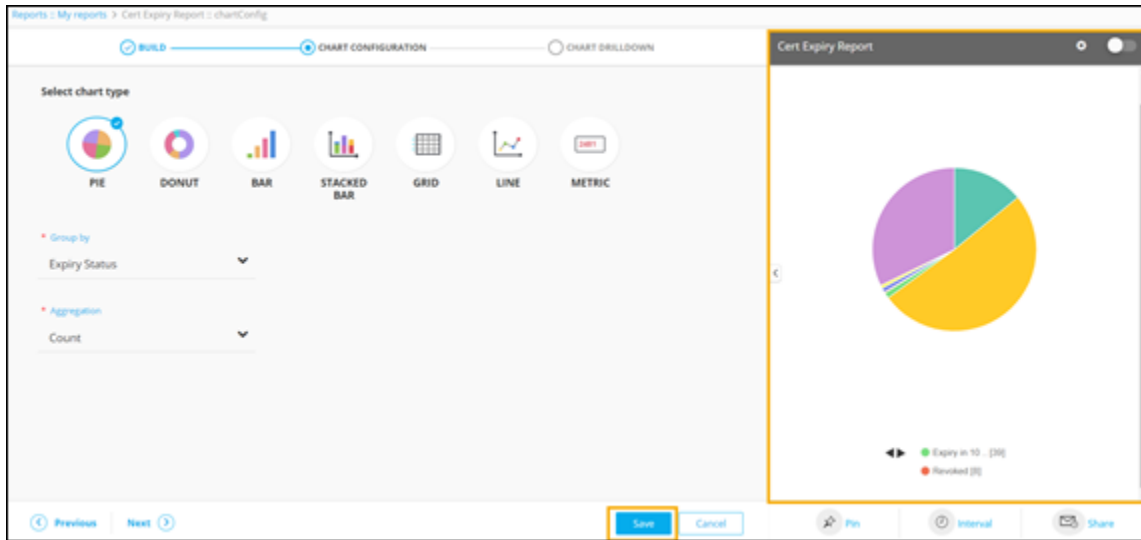 Reports :: My reports > Cert Expiry Report :: chartConfig
BUILD
CHART CONFIGURATION
CHART DRILLDOWN
Cert Expiry Report
Select chart type
PIE
DONUT
BAR
STACKED
BAR
GRID
LINE
METRIC
* Group by
Expiry Status
* Aggregation
Count
Expiry in 10 .. [39]
Revoked [8]
Previous
Next
Save
Cancel
Pin
Interval
Share